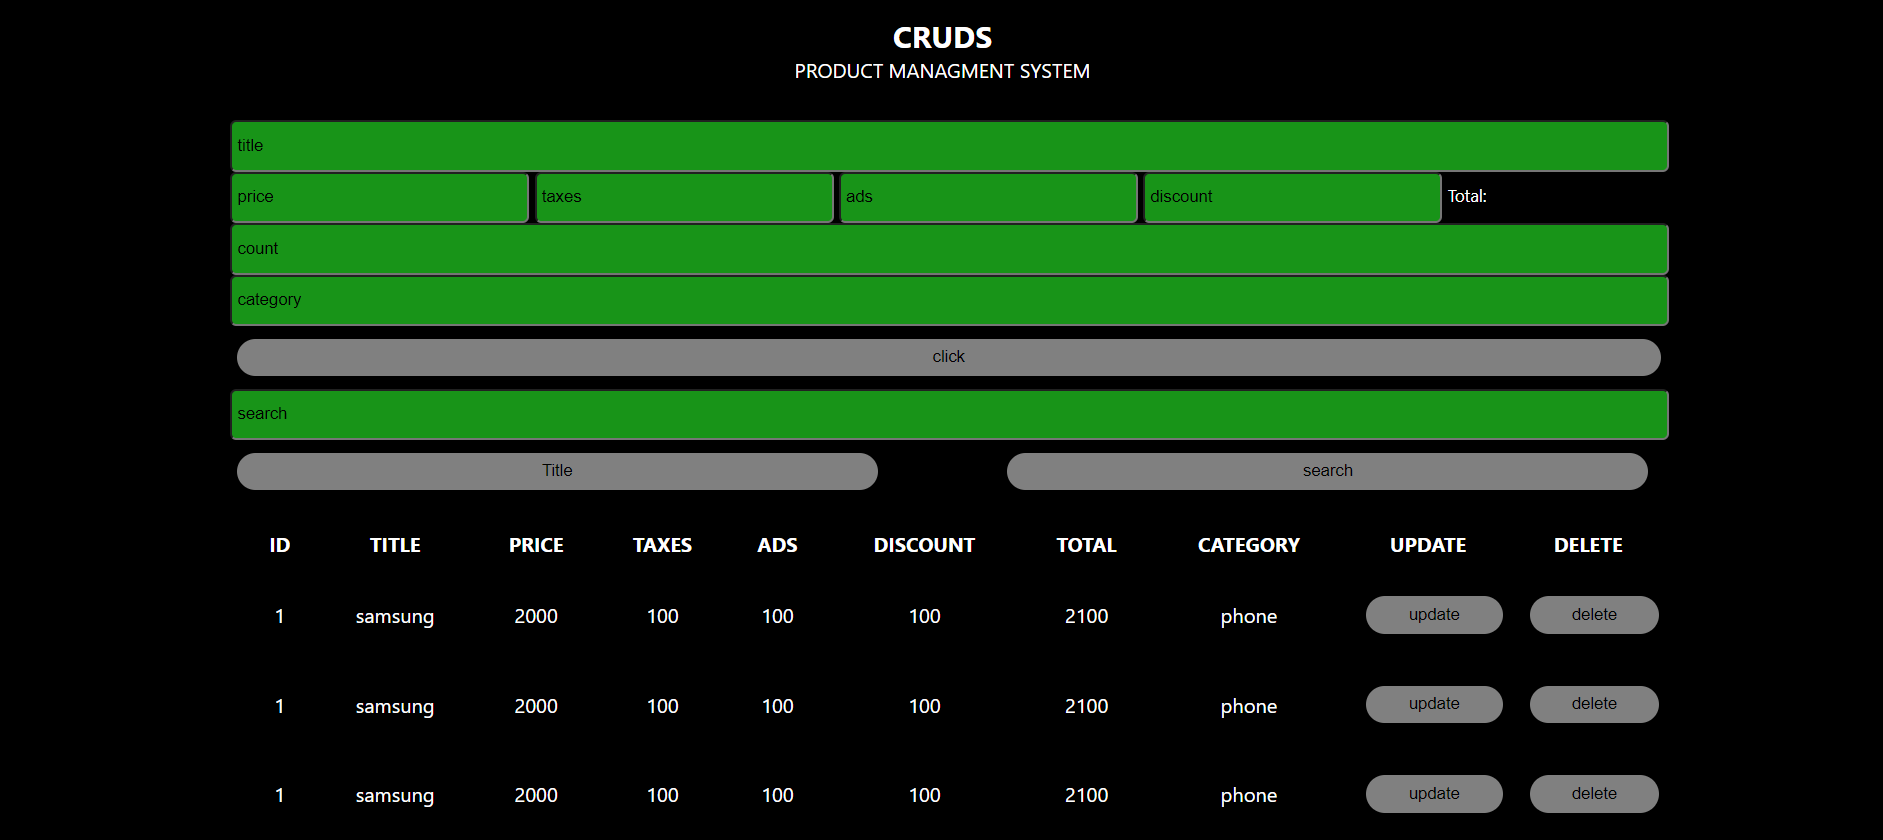 CRUDS
PRODUCT MANAGMENT SYSTEM
title
price taxes ads discount Total:
count
category
click
search
Title search
ID TITLE PRICE TAXES ADS DISCOUNT TOTAL CATEGORY UPDATE DELETE
1 samsung 2000 100 100 100 2100 phone update delete
1 samsung 2000 100 100 100 2100 phone update delete
1 samsung 2000 100 100 100 2100 phone update delete